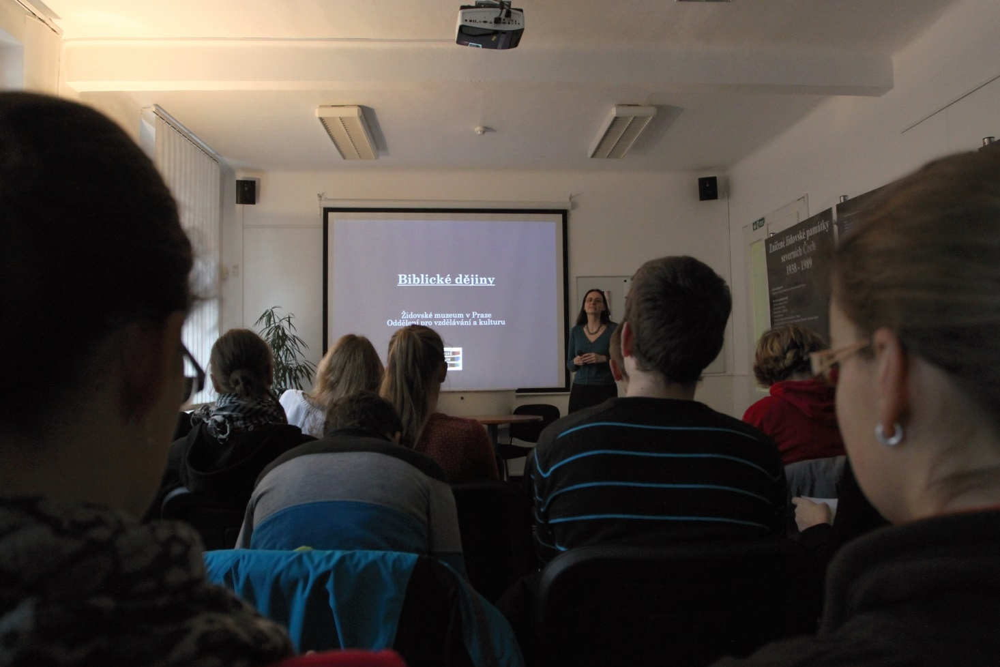 Biblické dějiny
Židovské muzeum v Praze
Oddělení pro vzdělávání a kulturu
Zničené židovské památky
severních Čech
1938 - 1989